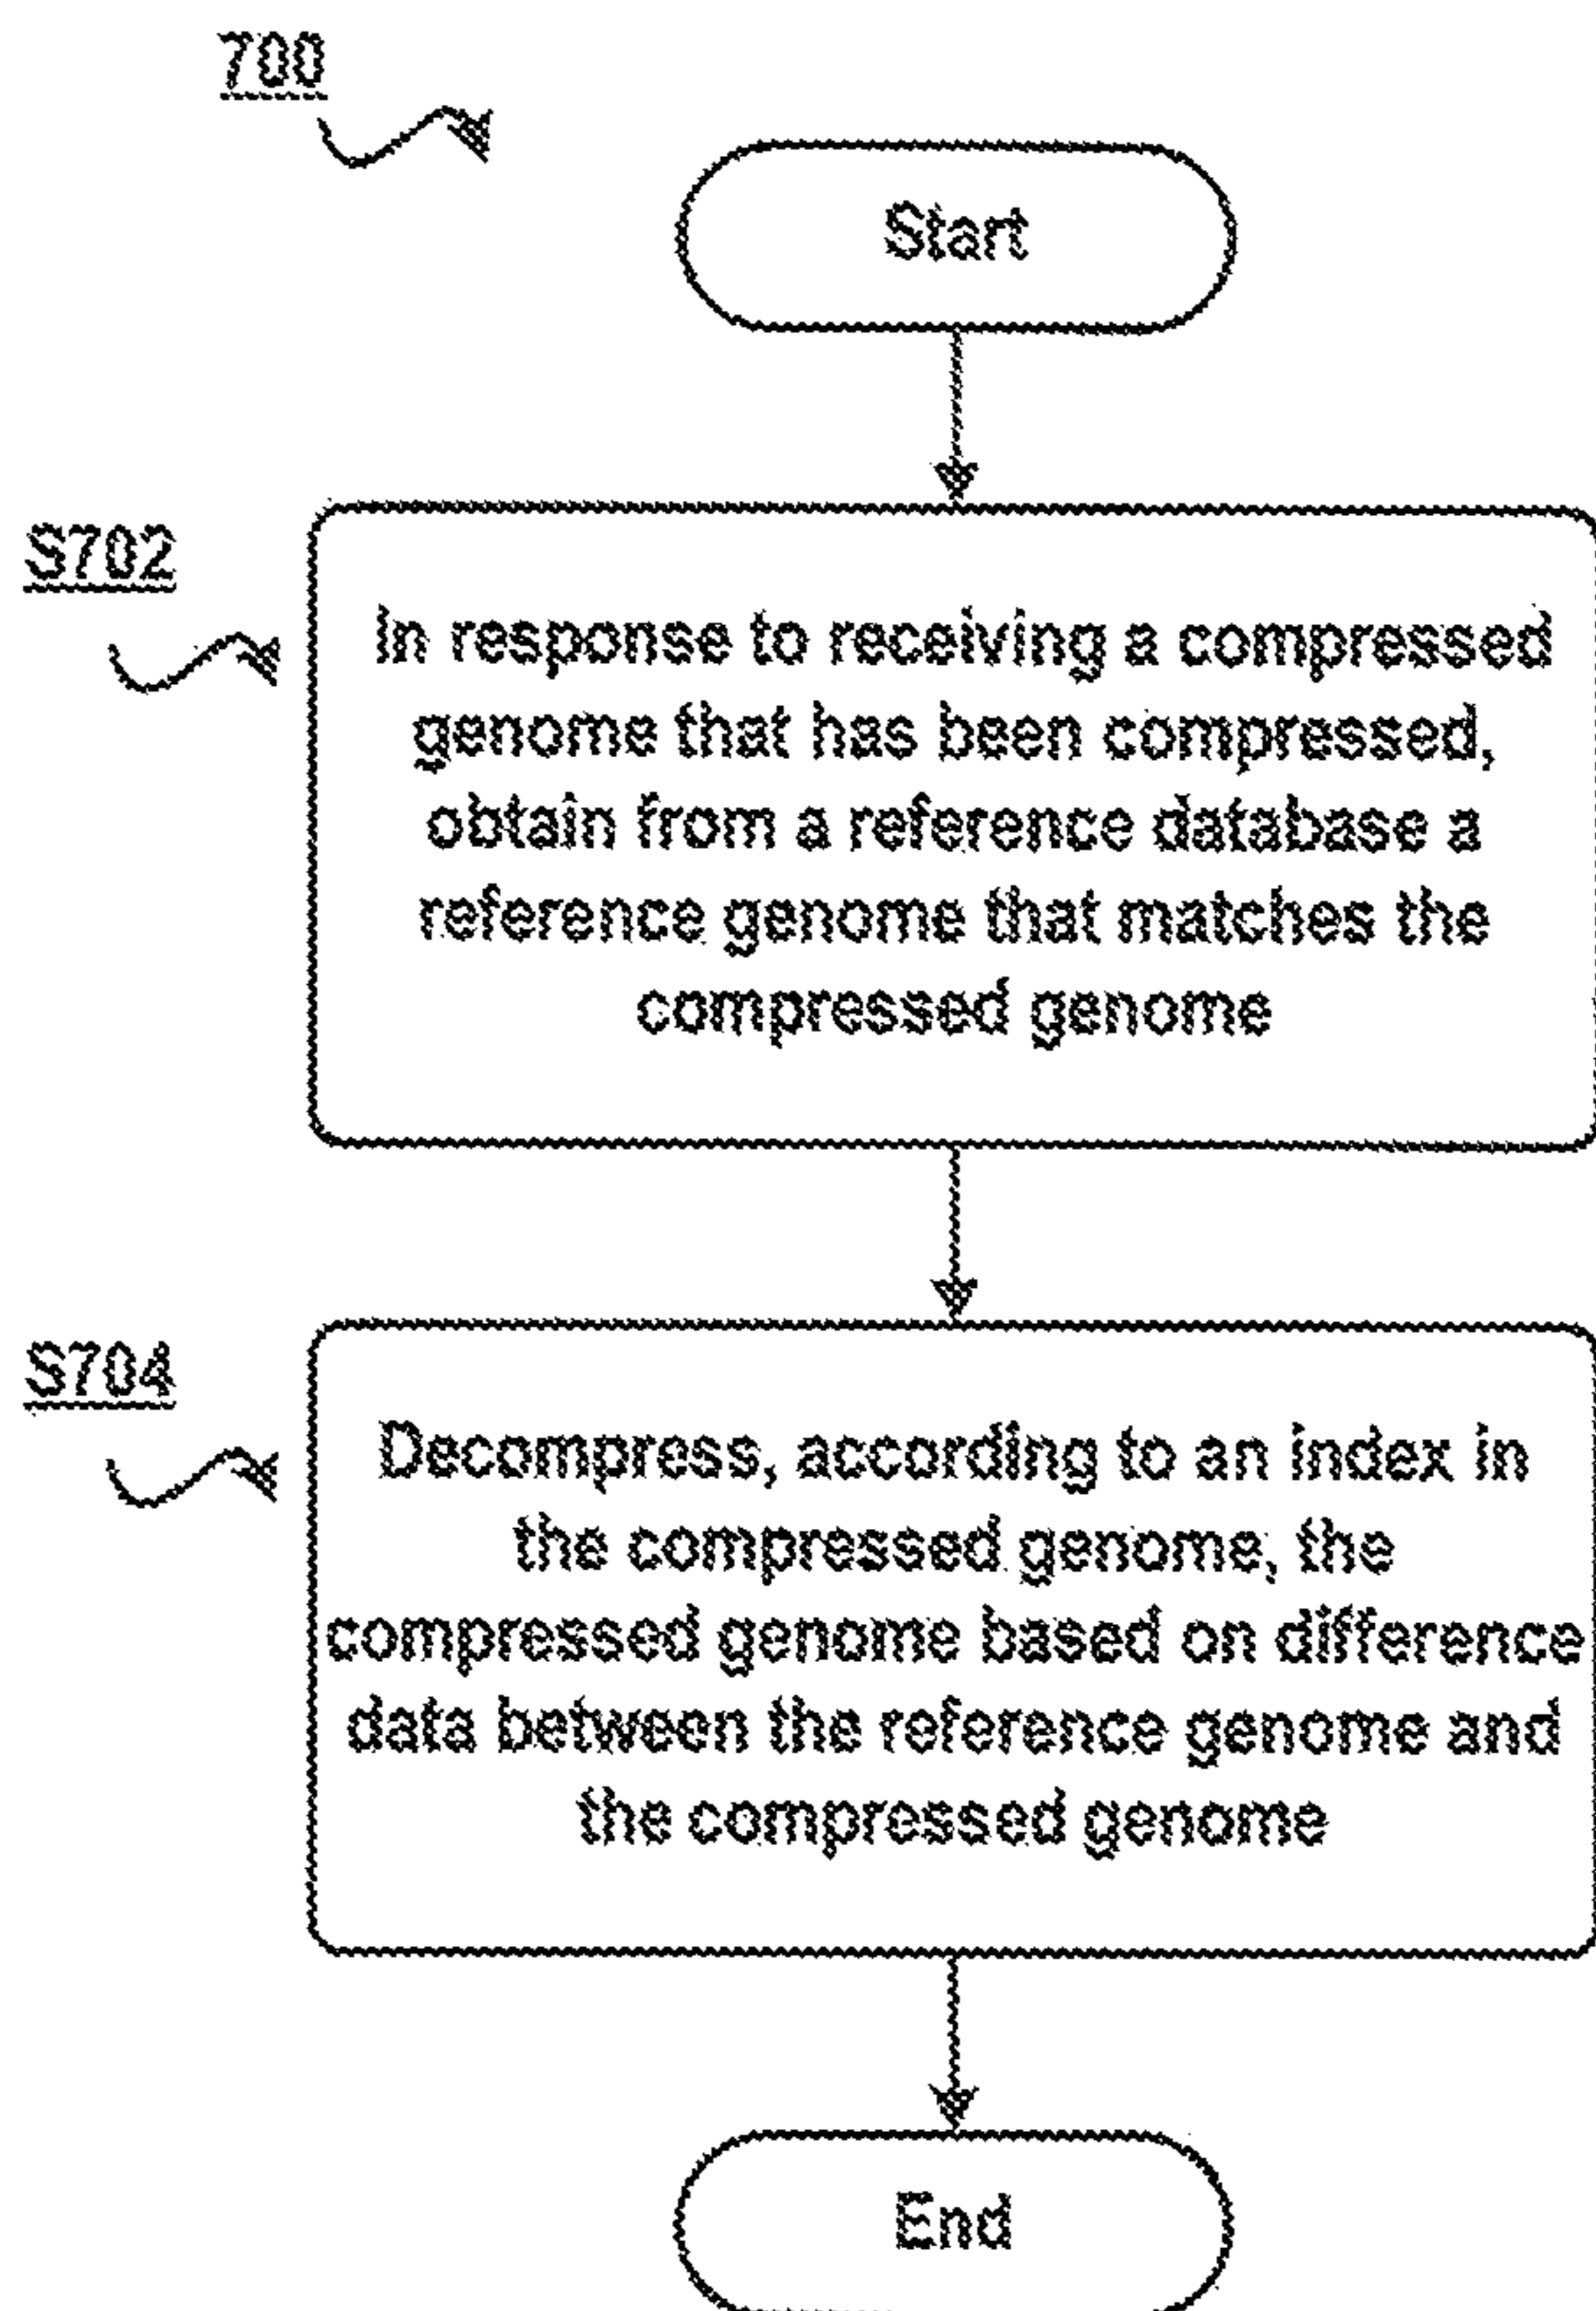 700
Start
S702
In response to receiving a compressed
genome that has been compressed,
obtain from a reference database a
reference genome that matches the
compressed genome
S704
Decompress, according to an index in
the compressed genome, the
compressed genome based on difference
data between the reference genome and
the compressed genome
End